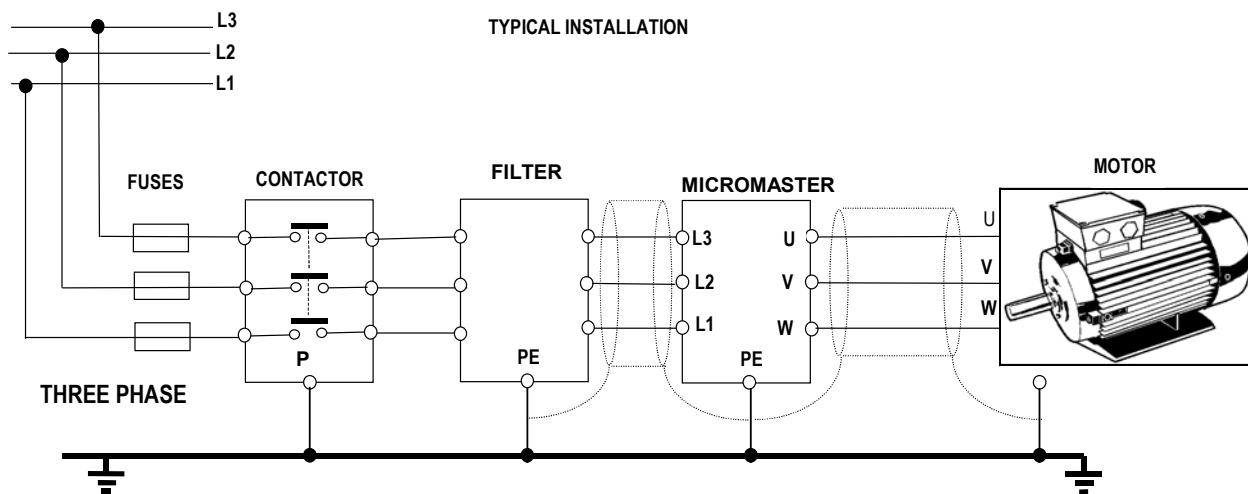 L3
TYPICAL INSTALLATION
L2
L1
FUSES
CONTACTOR
FILTER
MICROMASTER
MOTOR
L3
U
U
L2
V
V
L1
W
W
P
PE
PE
THREE PHASE